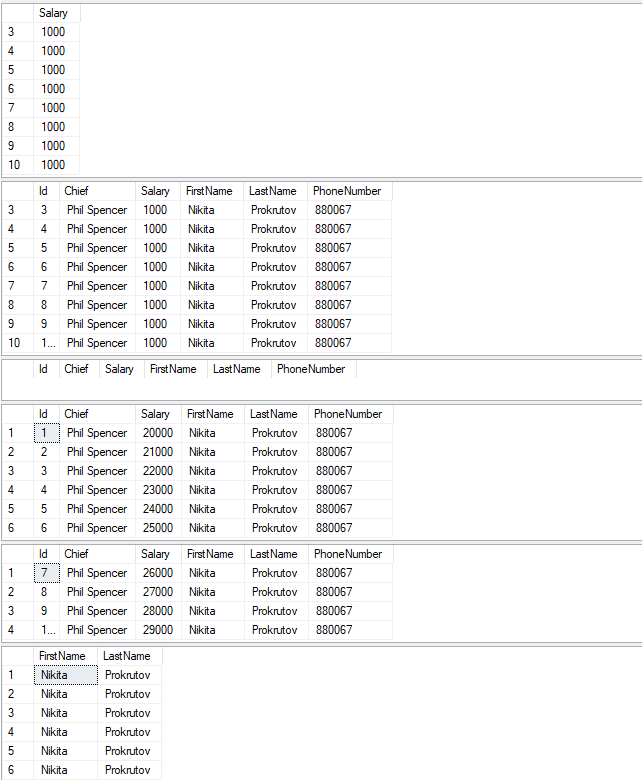 Salary
3 1000
4 1000
5 1000
6 1000
7 1000
8 1000
9 1000
10 1000
Id Chief Salary FirstName LastName PhoneNumber
3 3 Phil Spencer 1000 Nikita Prokrutov 880067
4 4 Phil Spencer 1000 Nikita Prokrutov 880067
5 5 Phil Spencer 1000 Nikita Prokrutov 880067
6 6 Phil Spencer 1000 Nikita Prokrutov 880067
7 7 Phil Spencer 1000 Nikita Prokrutov 880067
8 8 Phil Spencer 1000 Nikita Prokrutov 880067
9 9 Phil Spencer 1000 Nikita Prokrutov 880067
10 1... Phil Spencer 1000 Nikita Prokrutov 880067
Id Chief Salary FirstName LastName PhoneNumber
Id Chief Salary FirstName LastName PhoneNumber
1 1 Phil Spencer 20000 Nikita Prokrutov 880067
2 2 Phil Spencer 21000 Nikita Prokrutov 880067
3 3 Phil Spencer 22000 Nikita Prokrutov 880067
4 4 Phil Spencer 23000 Nikita Prokrutov 880067
5 5 Phil Spencer 24000 Nikita Prokrutov 880067
6 6 Phil Spencer 25000 Nikita Prokrutov 880067
Id Chief Salary FirstName LastName PhoneNumber
1 7 Phil Spencer 26000 Nikita Prokrutov 880067
2 8 Phil Spencer 27000 Nikita Prokrutov 880067
3 9 Phil Spencer 28000 Nikita Prokrutov 880067
4 1... Phil Spencer 29000 Nikita Prokrutov 880067
FirstName LastName
1 Nikita Prokrutov
2 Nikita Prokrutov
3 Nikita Prokrutov
4 Nikita Prokrutov
5 Nikita Prokrutov
6 Nikita Prokrutov